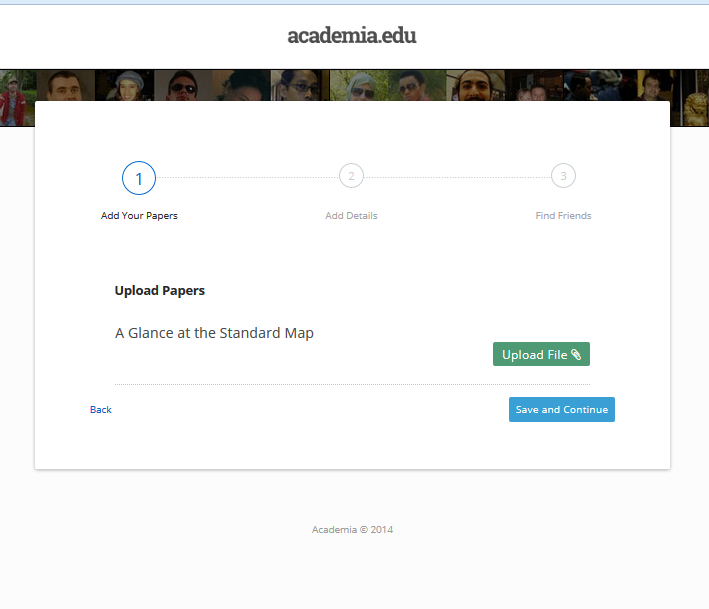 academia.edu
1
2
3
Add Your Papers
Add Details
Find Friends
Upload Papers
A Glance at the Standard Map
Upload File
Back
Save and Continue
Academia © 2014